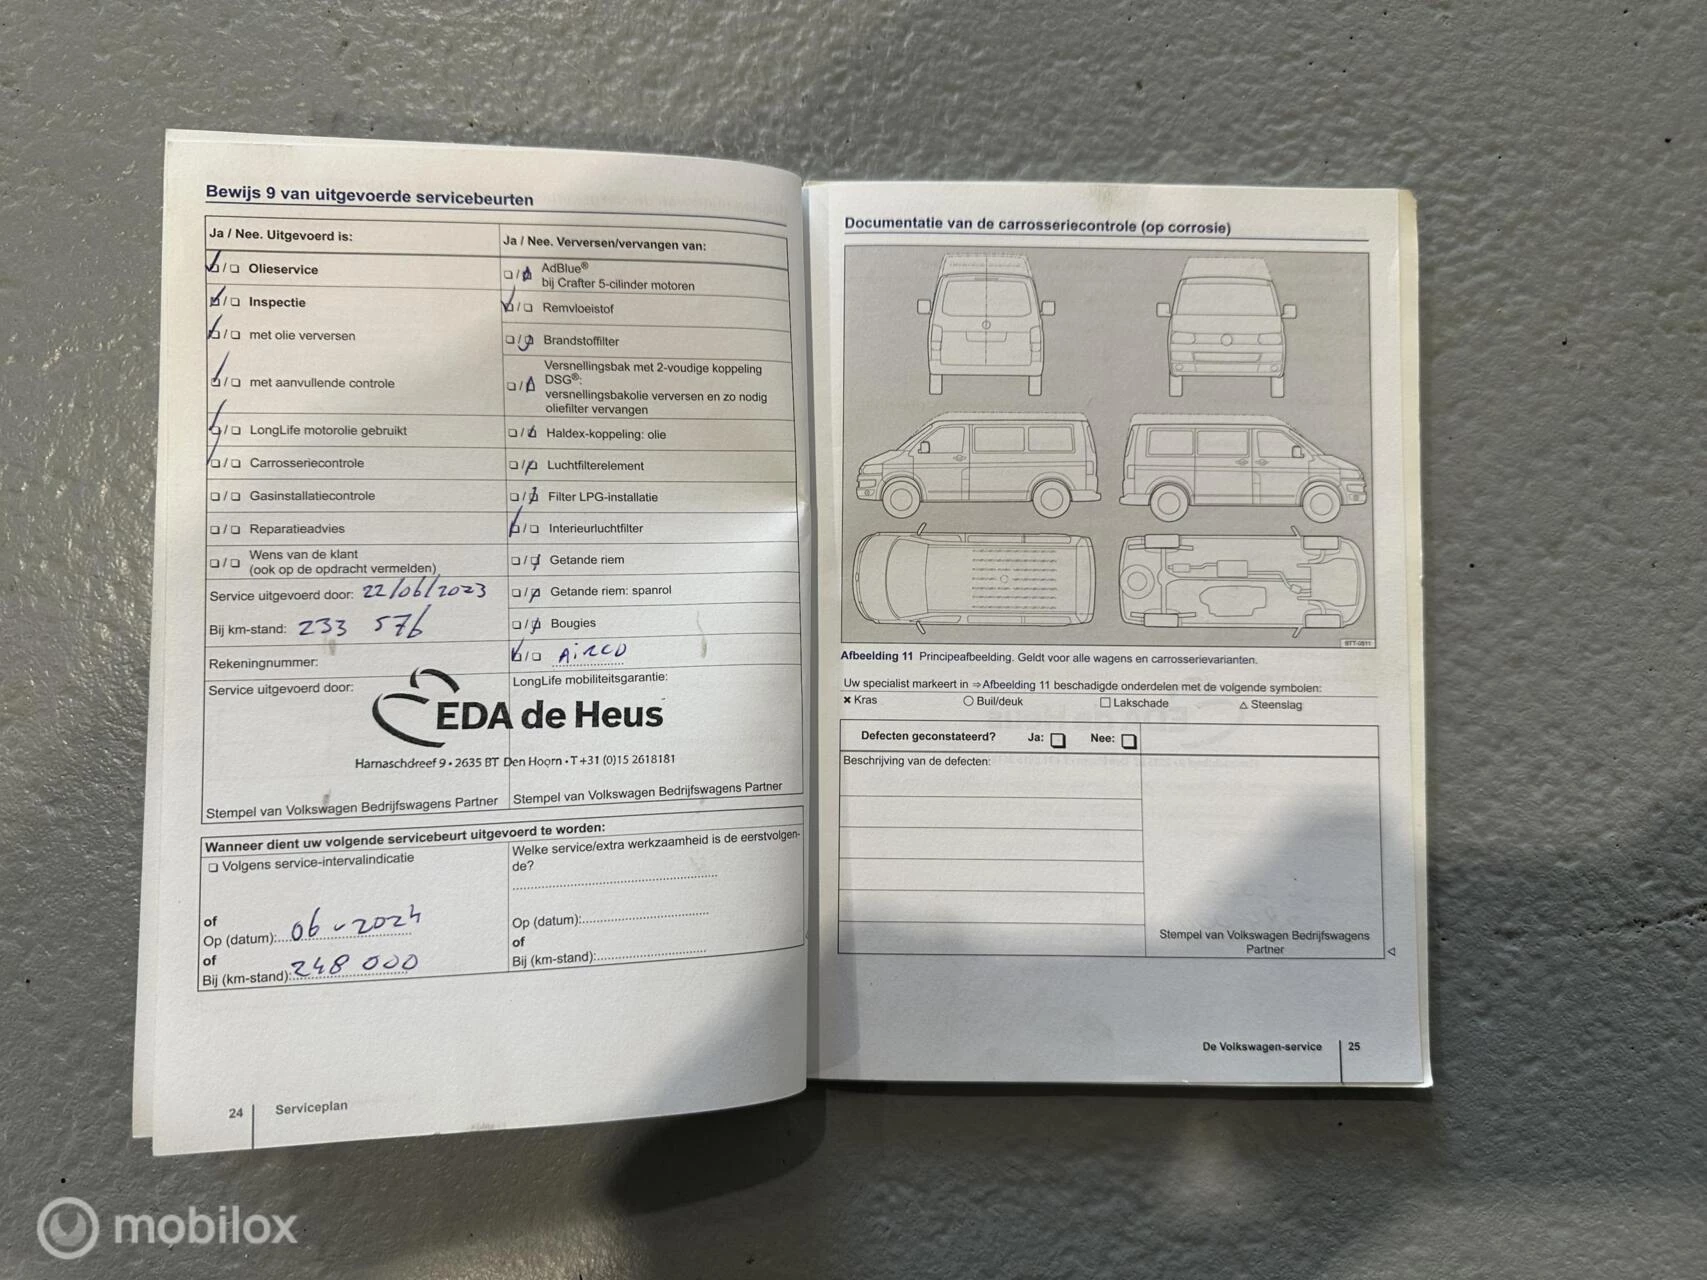 Bewijs 9 van uitgevoerde servicebeurten
Ja / Nee. Uitgevoerd is:
Olieservice
Inspectie
met olie verversen
met aanvullende controle
LongLife motorolie gebruikt
Carrosseriecontrole
Gasinstallatiecontrole
Reparatieadvies
Wens van de klant
(ook op de opdracht vermelden)
Service uitgevoerd door: 22/06/2023
Bij km-stand: 233 576
Rekeningnummer:
Service uitgevoerd door:
Ja / Nee. Verversen/vervangen van:
AdBlue®
bij Crafter 5-cilinder motoren
Remvloeistof
Brandstoffilter
Versnellingsbak met 2-voudige koppeling
DSG®:
versnellingsbakolie verversen en zo nodig
oliefilter vervangen
Haldex-koppeling: olie
Luchtfilterelement
Filter LPG-installatie
Interieurluchtfilter
Getande riem
Getande riem: spanrol
Bougies
AIRCO
LongLife mobiliteitsgarantie:
EDA de Heus
Harnaschdreef 9 • 2635 BT Den Hoorn • T +31 (0)15 2618181
Stempel van Volkswagen Bedrijfswagens Partner
Stempel van Volkswagen Bedrijfswagens Partner
Wanneer dient uw volgende servicebeurt uitgevoerd te worden:
Volgens service-intervalindicatie
of
Op (datum): 06-2024
of
Bij (km-stand): 248 000
Welke service/extra werkzaamheid is de eerstvolgen-
de?
Op (datum):
of
Bij (km-stand):
24 Serviceplan
Documentatie van de carrosseriecontrole (op corrosie)
BTT-0511
Afbeelding 11 Principeafbeelding. Geldt voor alle wagens en carrosserievarianten.
Uw specialist markeert in ⇒ Afbeelding 11 beschadigde onderdelen met de volgende symbolen:
× Kras ○ Buil/deuk □ Lakschade △ Steenslag
Defecten geconstateerd? Ja: Nee:
Beschrijving van de defecten:
Stempel van Volkswagen Bedrijfswagens
Partner
De Volkswagen-service 25
mobilox